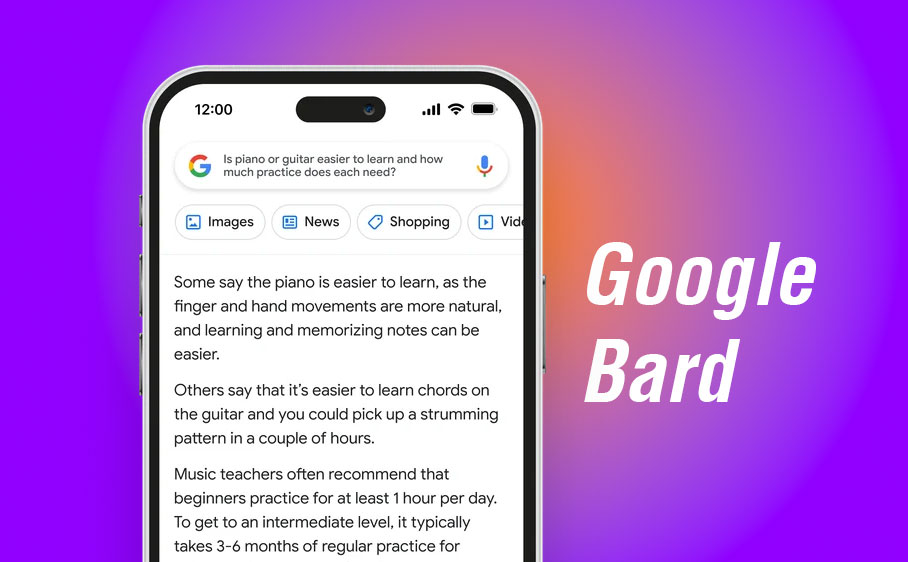 12:00
Is piano or guitar easier to learn and how
much practice does each need?
Images News Shopping Vide
Some say the piano is easier to learn, as the
finger and hand movements are more natural,
and learning and memorizing notes can be
easier.
Others say that it’s easier to learn chords on
the guitar and you could pick up a strumming
pattern in a couple of hours.
Music teachers often recommend that
beginners practice for at least 1 hour per day.
To get to an intermediate level, it typically
takes 3-6 months of regular practice for
Google
Bard